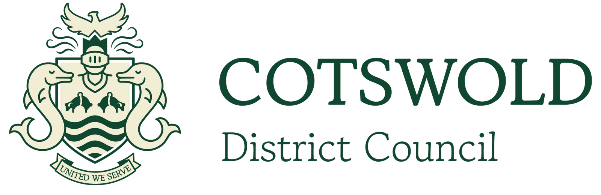 COTSWOLD
District Council
UNITED WE SERVE